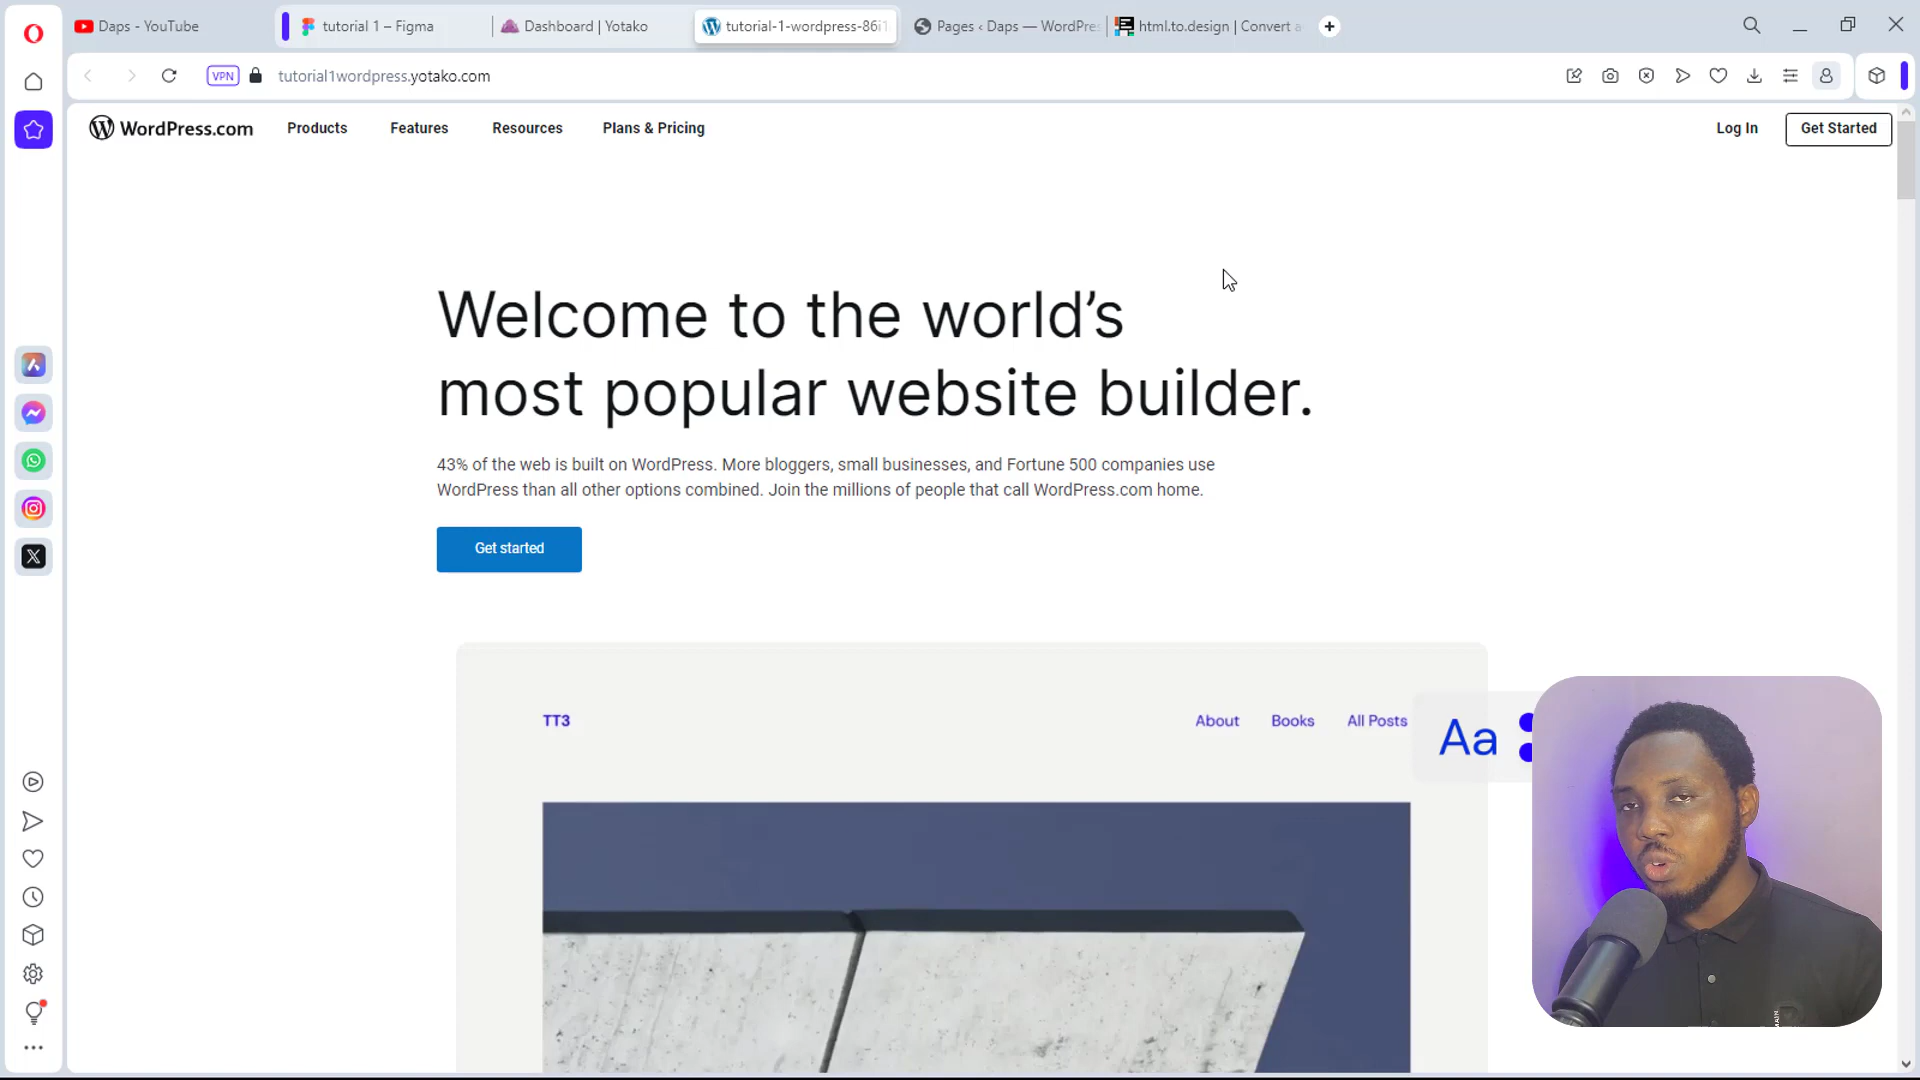 Daps - YouTube
tutorial 1 – Figma
Dashboard | Yotako
tutorial-1-wordpress-86i1
Pages ‹ Daps — WordPre
html.to.design | Convert a
VPN
tutorial1wordpress.yotako.com
WordPress.com
Products
Features
Resources
Plans & Pricing
Log In
Get Started
Welcome to the world’s
most popular website builder.
43% of the web is built on WordPress. More bloggers, small businesses, and Fortune 500 companies use
WordPress than all other options combined. Join the millions of people that call WordPress.com home.
Get started
TT3
About
Books
All Posts
Aa